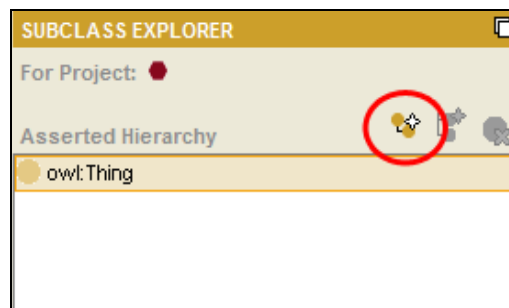 SUBCLASS EXPLORER
For Project:
Asserted Hierarchy
owl:Thing